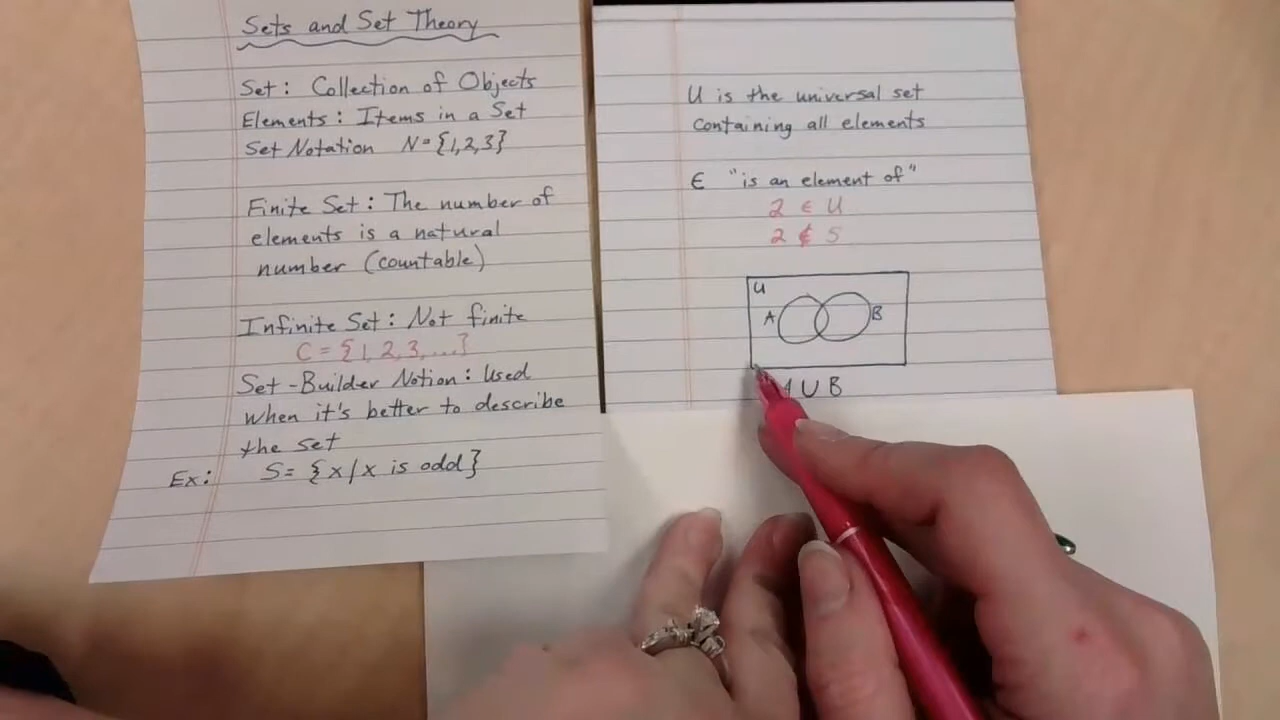 Sets and Set Theory
Set: Collection of Objects
Elements: Items in a Set
Set Notation N={1,2,3}
Finite Set: The number of
elements is a natural
number (countable)
Infinite Set: Not finite
C = {1, 2, 3, ...}
Set-Builder Notion: Used
when it's better to describe
the set
Ex: S= {x/x is odd}
U is the universal set
containing all elements
∈ "is an element of"
2 ∈ U
2 ∉ S
U
A B
A U B